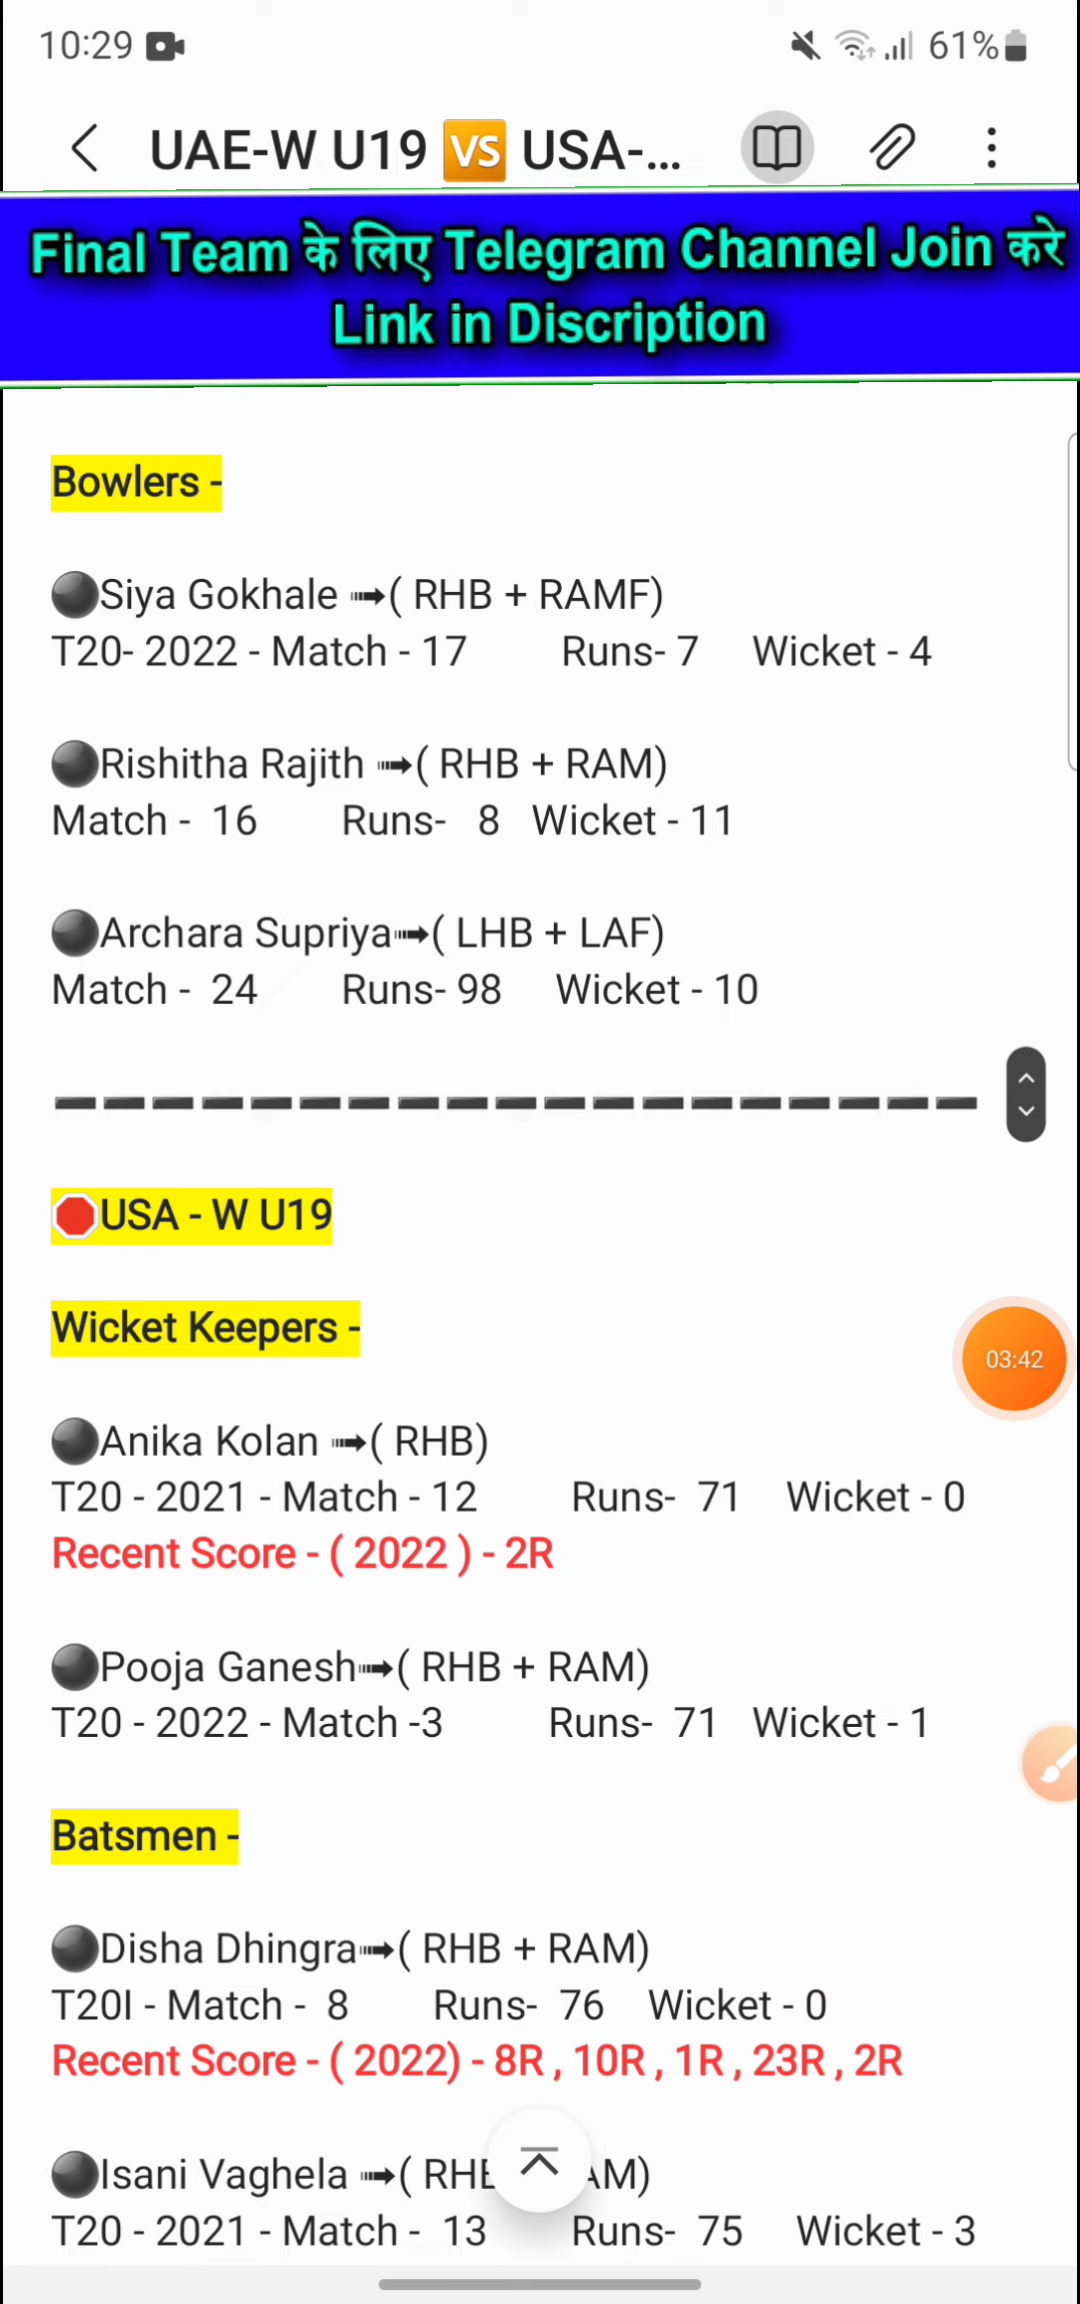 10:29
61%
UAE-W U19 VS USA-...
Final Team के लिए Telegram Channel Join करे
Link in Discription
Bowlers -
Siya Gokhale ➟( RHB + RAMF)
T20- 2022 - Match - 17 Runs- 7 Wicket - 4
Rishitha Rajith ➟( RHB + RAM)
Match - 16 Runs- 8 Wicket - 11
Archara Supriya➟( LHB + LAF)
Match - 24 Runs- 98 Wicket - 10
USA - W U19
Wicket Keepers -
03:42
Anika Kolan ➟( RHB)
T20 - 2021 - Match - 12 Runs- 71 Wicket - 0
Recent Score - ( 2022 ) - 2R
Pooja Ganesh➟( RHB + RAM)
T20 - 2022 - Match -3 Runs- 71 Wicket - 1
Batsmen -
Disha Dhingra➟( RHB + RAM)
T20I - Match - 8 Runs- 76 Wicket - 0
Recent Score - ( 2022) - 8R , 10R , 1R , 23R , 2R
Isani Vaghela ➟(
T20 - 2021 - Match - 13 Runs- 75 Wicket - 3